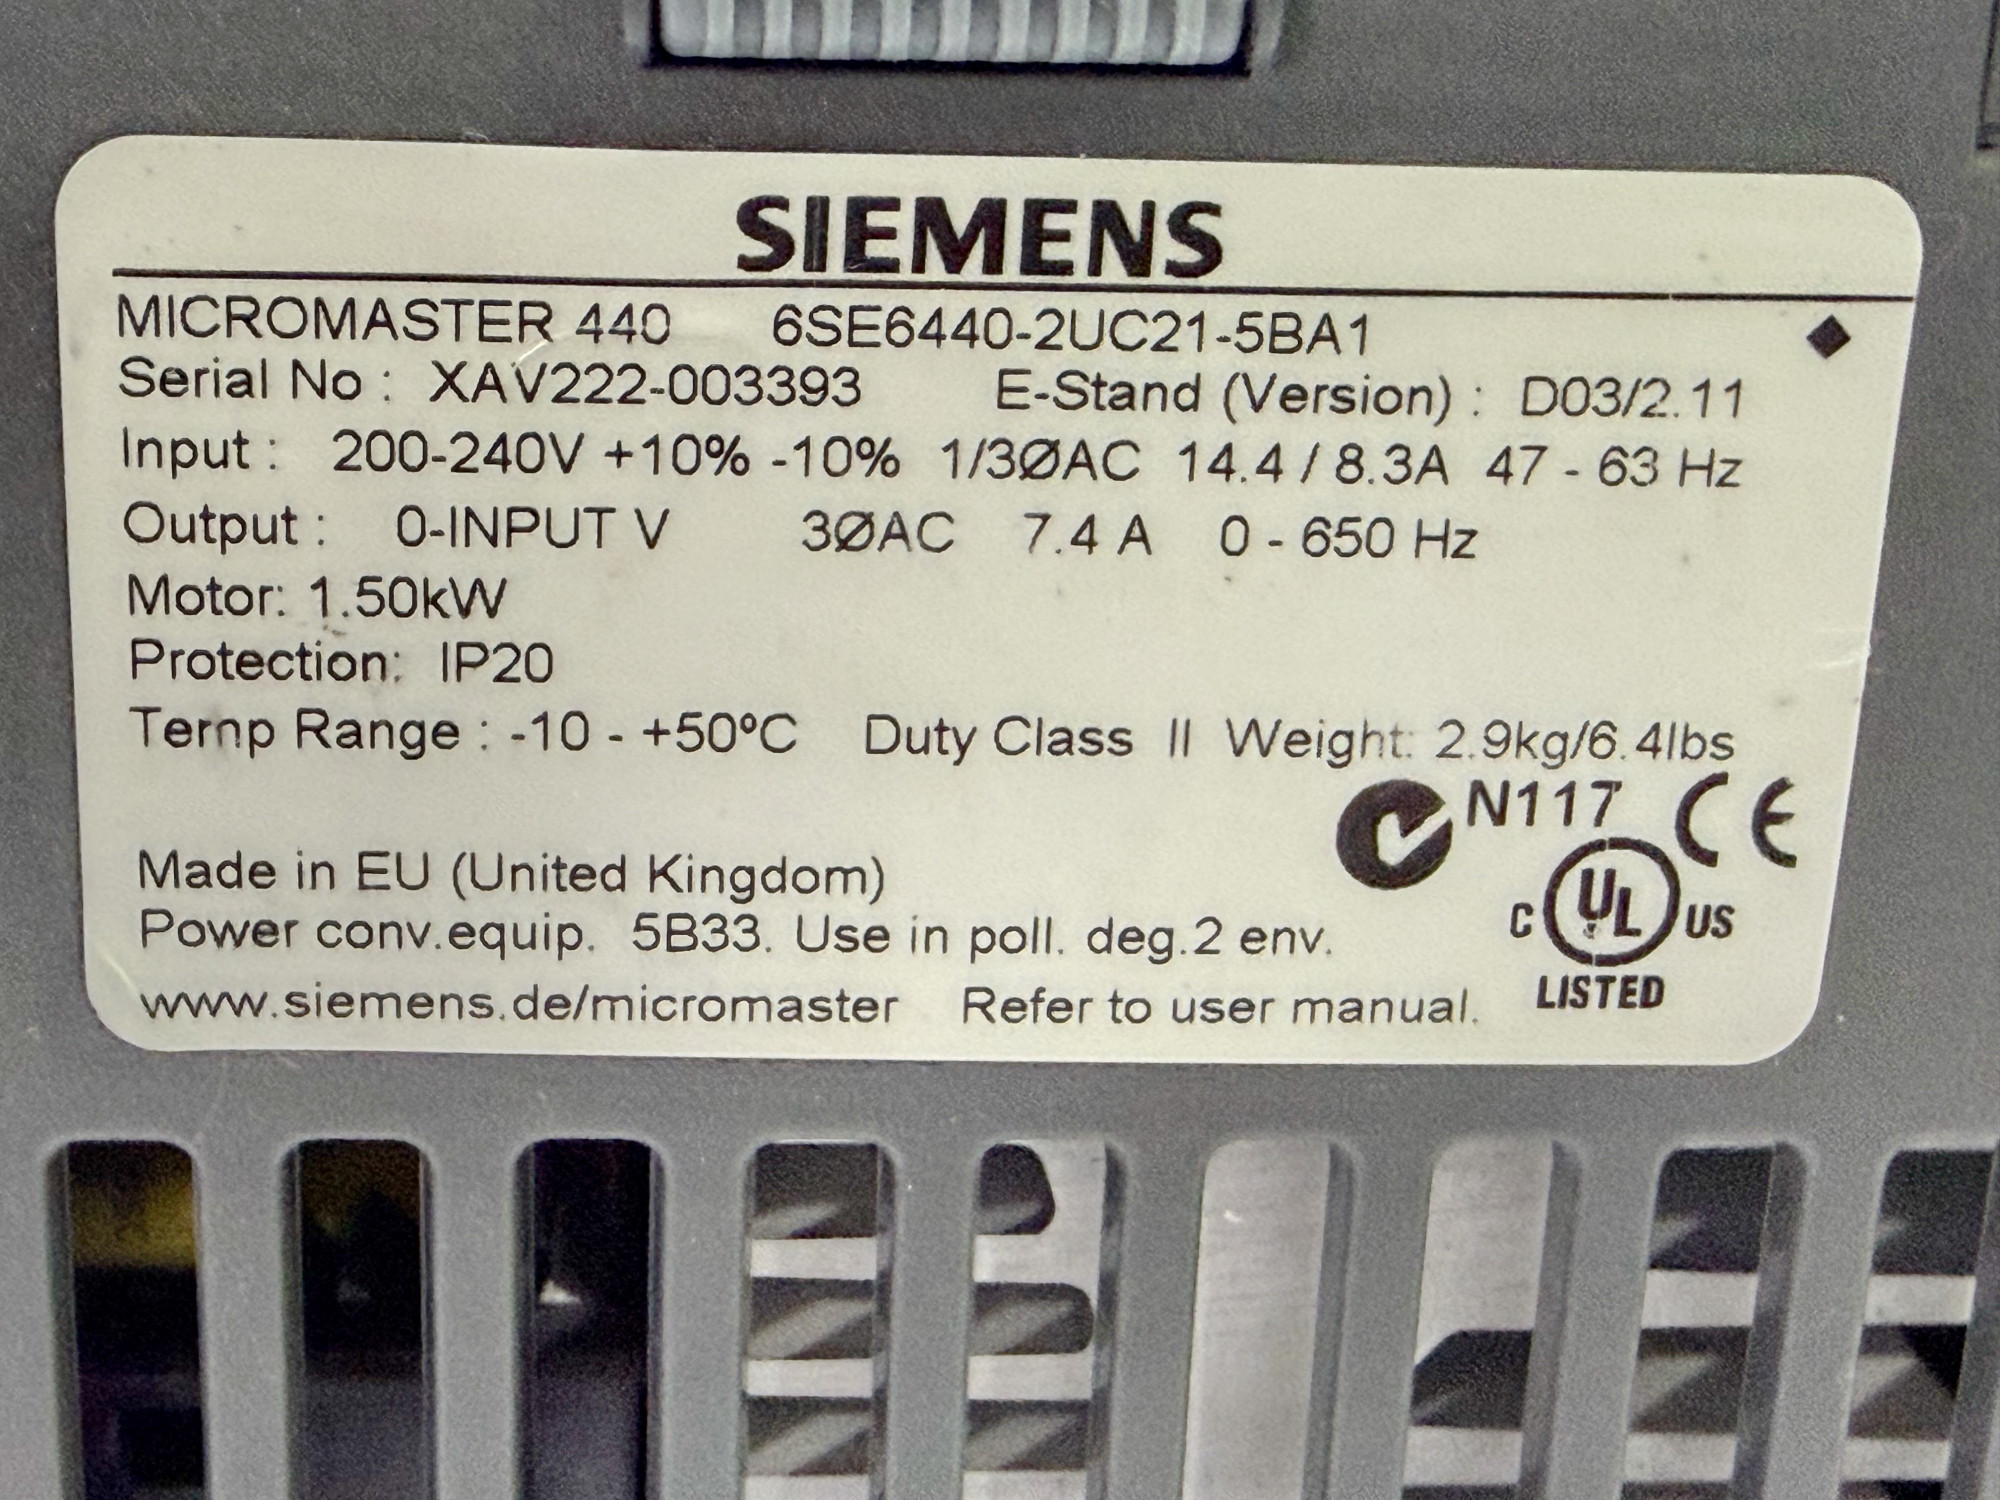 SIEMENS
MICROMASTER 440 6SE6440-2UC21-5BA1
Serial No : XAV222-003393 E-Stand (Version) : D03/2.11
Input : 200-240V +10% -10% 1/3ØAC 14.4 / 8.3A 47 - 63 Hz
Output : 0-INPUT V 3ØAC 7.4 A 0 - 650 Hz
Motor: 1.50kW
Protection: IP20
Temp Range : -10 - +50ºC Duty Class II Weight: 2.9kg/6.4lbs
N117 CE
Made in EU (United Kingdom)
C UL US
Power conv.equip. 5B33. Use in poll. deg.2 env.
LISTED
www.siemens.de/micromaster Refer to user manual.